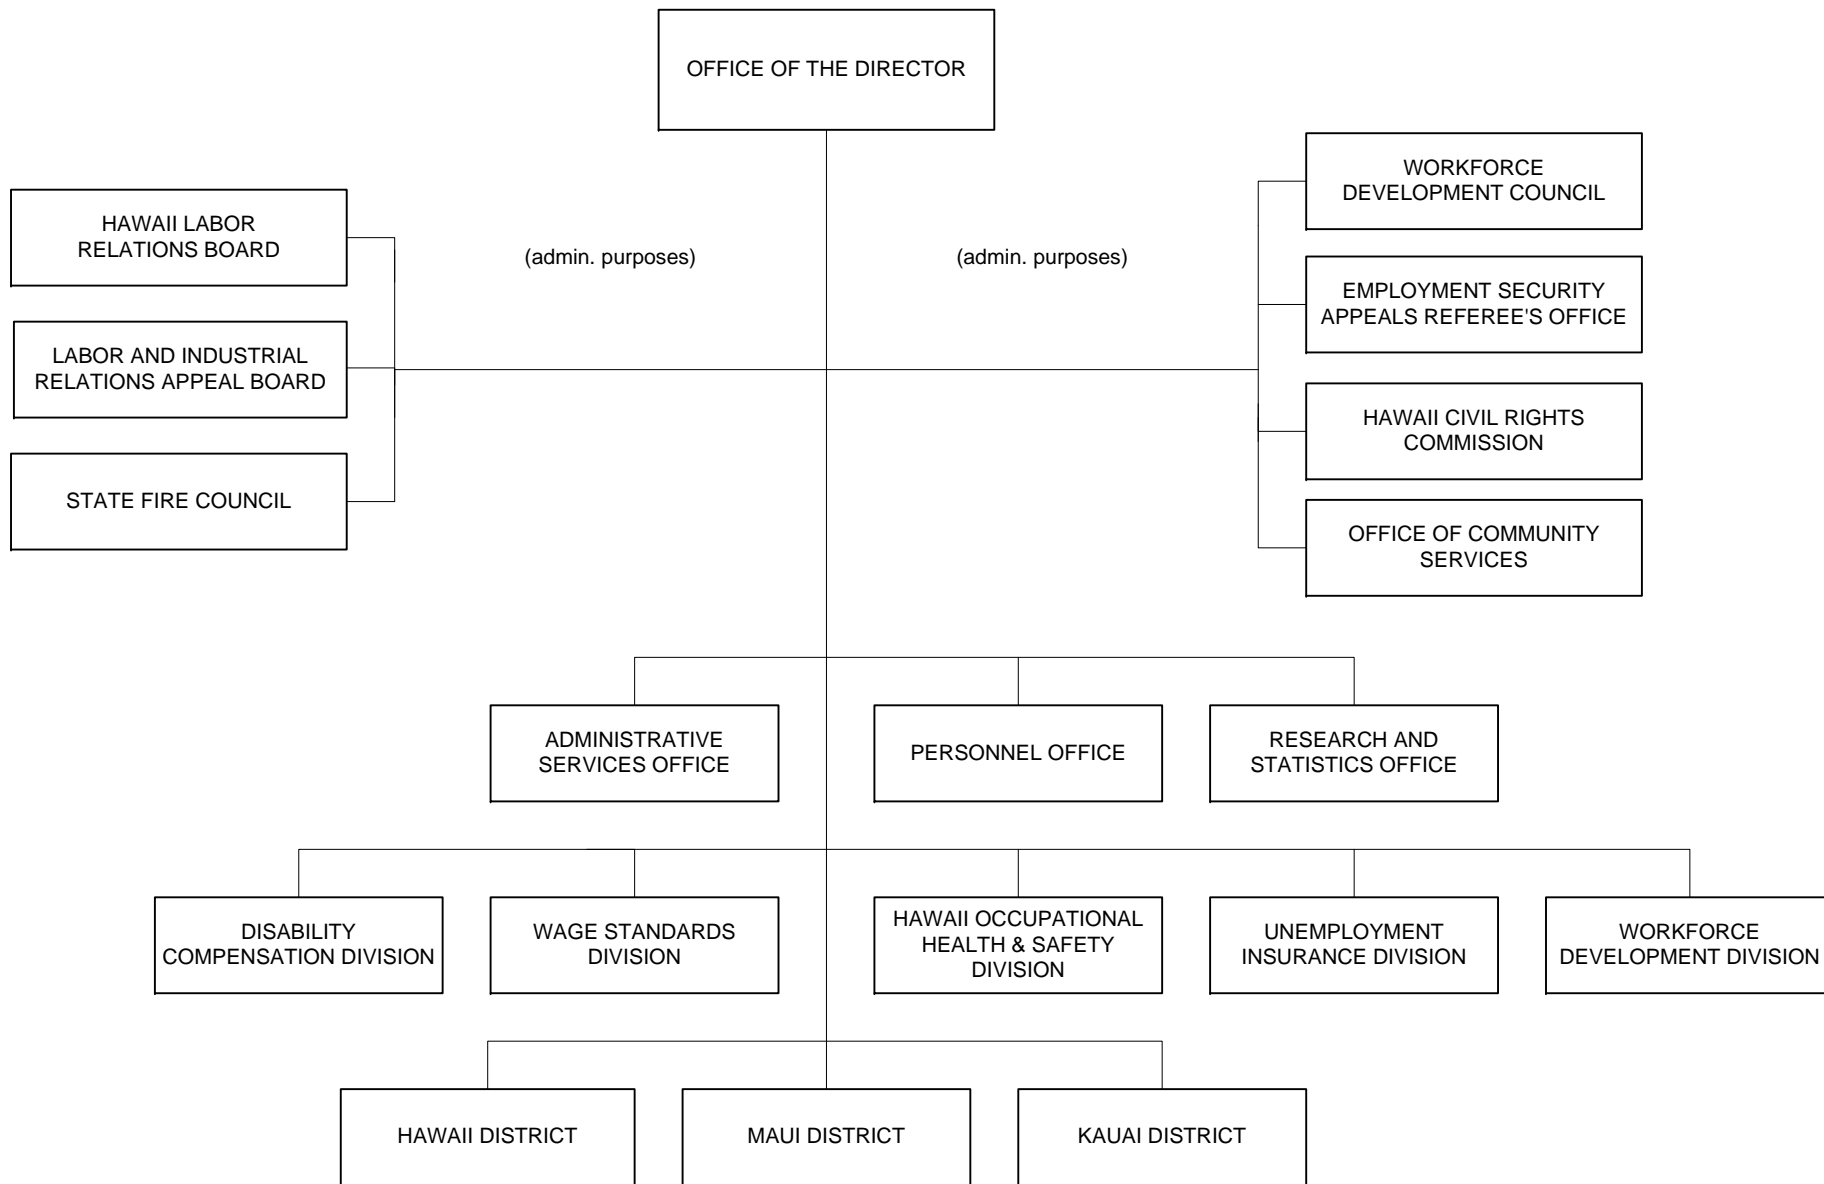 OFFICE OF THE DIRECTOR
HAWAII LABOR
RELATIONS BOARD
LABOR AND INDUSTRIAL
RELATIONS APPEAL BOARD
STATE FIRE COUNCIL
(admin. purposes)
(admin. purposes)
WORKFORCE
DEVELOPMENT COUNCIL
EMPLOYMENT SECURITY
APPEALS REFEREE'S OFFICE
HAWAII CIVIL RIGHTS
COMMISSION
OFFICE OF COMMUNITY
SERVICES
ADMINISTRATIVE
SERVICES OFFICE
PERSONNEL OFFICE
RESEARCH AND
STATISTICS OFFICE
DISABILITY
COMPENSATION DIVISION
WAGE STANDARDS
DIVISION
HAWAII OCCUPATIONAL
HEALTH & SAFETY
DIVISION
UNEMPLOYMENT
INSURANCE DIVISION
WORKFORCE
DEVELOPMENT DIVISION
HAWAII DISTRICT
MAUI DISTRICT
KAUAI DISTRICT